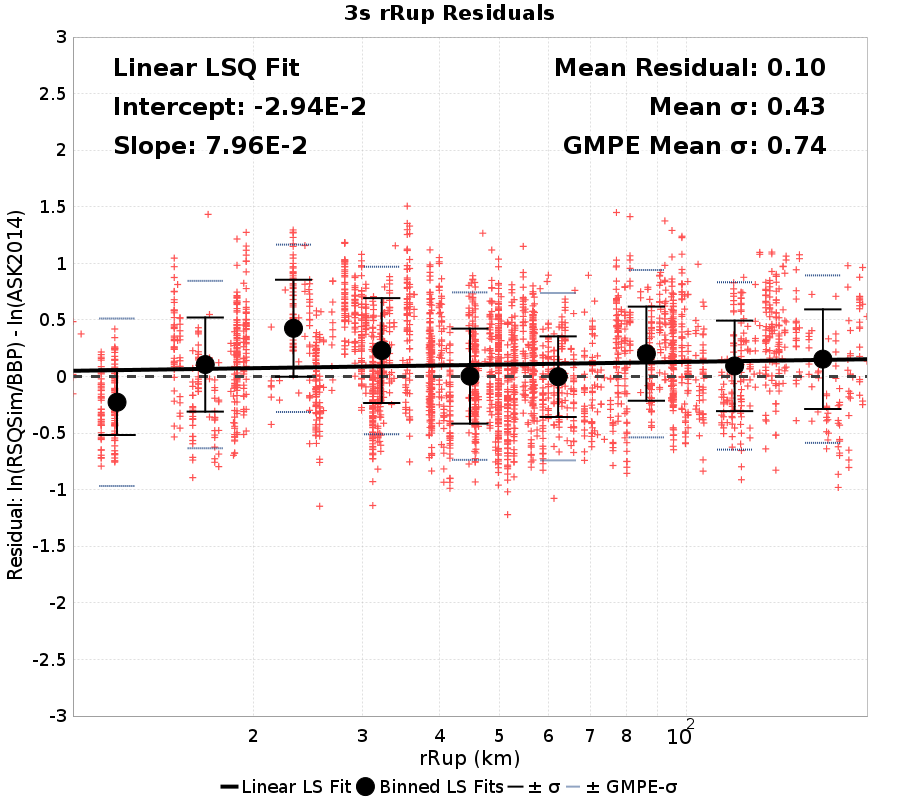 3s rRup Residuals
Linear LSQ Fit
Intercept: -2.94E-2
Slope: 7.96E-2
Mean Residual: 0.10
Mean σ: 0.43
GMPE Mean σ: 0.74
Residual: ln(RSQSim/BBP) - ln(ASK2014)
3
2.5
2
1.5
1
0.5
0
-0.5
-1
-1.5
-2
-2.5
-3
2 3 4 5 6 7 8 10²
rRup (km)
Linear LS Fit Binned LS Fits ± σ ± GMPE-σ